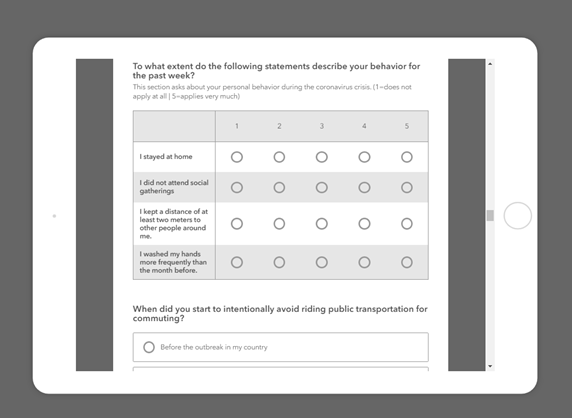 To what extent do the following statements describe your behavior for
the past week?
This section asks about your personal behavior during the coronavirus crisis. (1=does not
apply at all | 5=applies very much)
1 2 3 4 5
I stayed at home
I did not attend social
gatherings
I kept a distance of at
least two meters to
other people around
me.
I washed my hands
more frequently than
the month before.
When did you start to intentionally avoid riding public transportation for
commuting?
Before the outbreak in my country